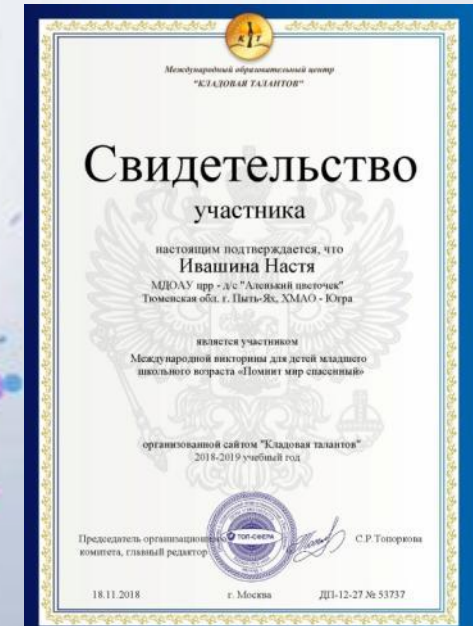 К Т
Международный образовательный центр
"КЛАДОВАЯ ТАЛАНТОВ"
Свидетельство
участника
настоящим подтверждается, что
Ивашина Настя
МДОАУ црр - д/с "Аленький цветочек"
Тюменская обл. г. Пыть-Ях, ХМАО - Югра
является участником
Международной викторины для детей младшего
школьного возраста «Помнит мир спасенный»
организованной сайтом "Кладовая талантов"
2018-2019 учебный год
ТОП-СФЕРА
Председатель организационного С.Р.Топоркова
комитета, главный редактор
18.11.2018 г. Москва ДП-12-27 № 53737